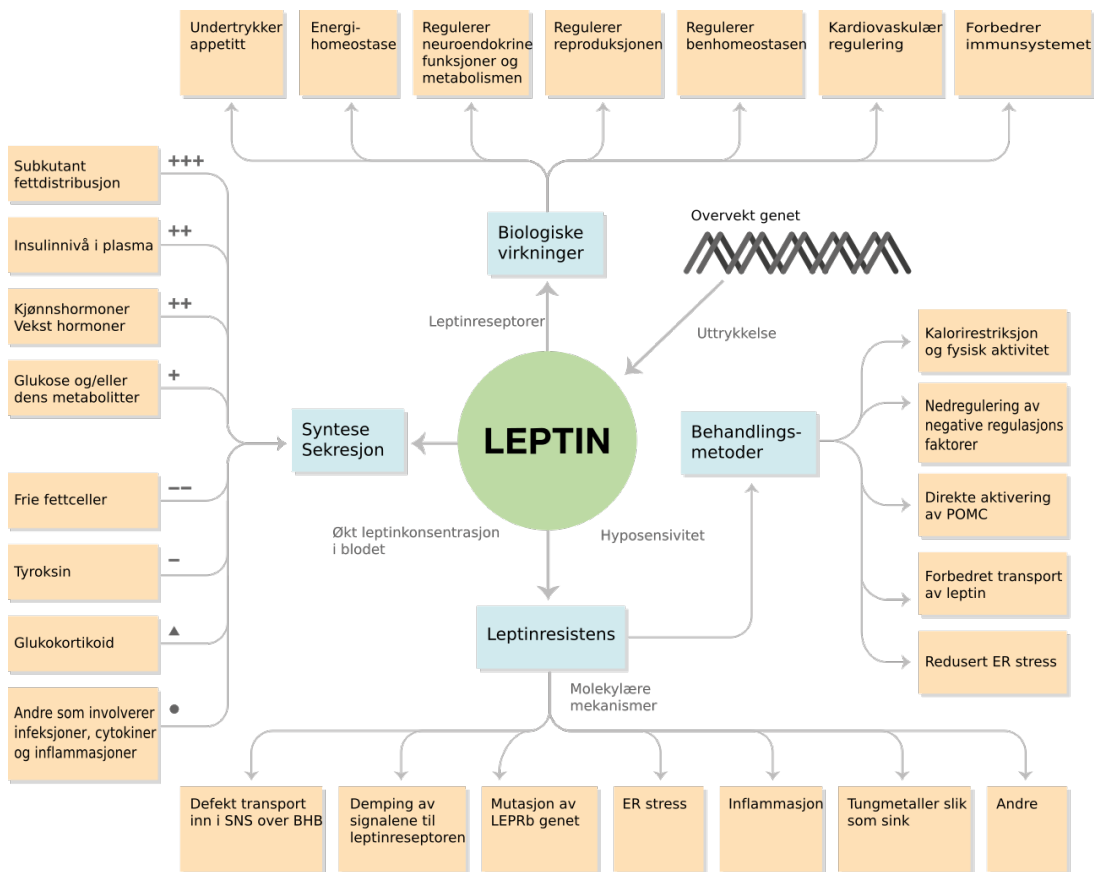 Undertrykker
appetitt
Energi-
homeostase
Regulerer
neuroendokrine
funksjoner og
metabolismen
Regulerer
reproduksjonen
Regulerer
benhomeostasen
Kardiovaskulær
regulering
Forbedrer
immunsystemet
Subkutant
fettdistribusjon
+++
Insulinnivå i plasma
++
Kjønnshormoner
Vekst hormoner
++
Glukose og/eller
dens metabolitter
+
Frie fettceller
−−
Tyroksin
−
Glukokortikoid
▲
Andre som involverer
infeksjoner, cytokiner
og inflammasjoner
●
Biologiske
virkninger
Overvekt genet
Leptinreseptorer
Uttrykkelse
Syntese
Sekresjon
LEPTIN
Behandlings-
metoder
Kalorirestriksjon
og fysisk aktivitet
Nedregulering av
negative regulasjons
faktorer
Direkte aktivering
av POMC
Forbedret transport
av leptin
Redusert ER stress
Økt leptinkonsentrasjon
i blodet
Hyposensivitet
Leptinresistens
Molekylære
mekanismer
Defekt transport
inn i SNS over BHB
Demping av
signalene til
leptinreseptoren
Mutasjon av
LEPRb genet
ER stress
Inflammasjon
Tungmetaller slik
som sink
Andre